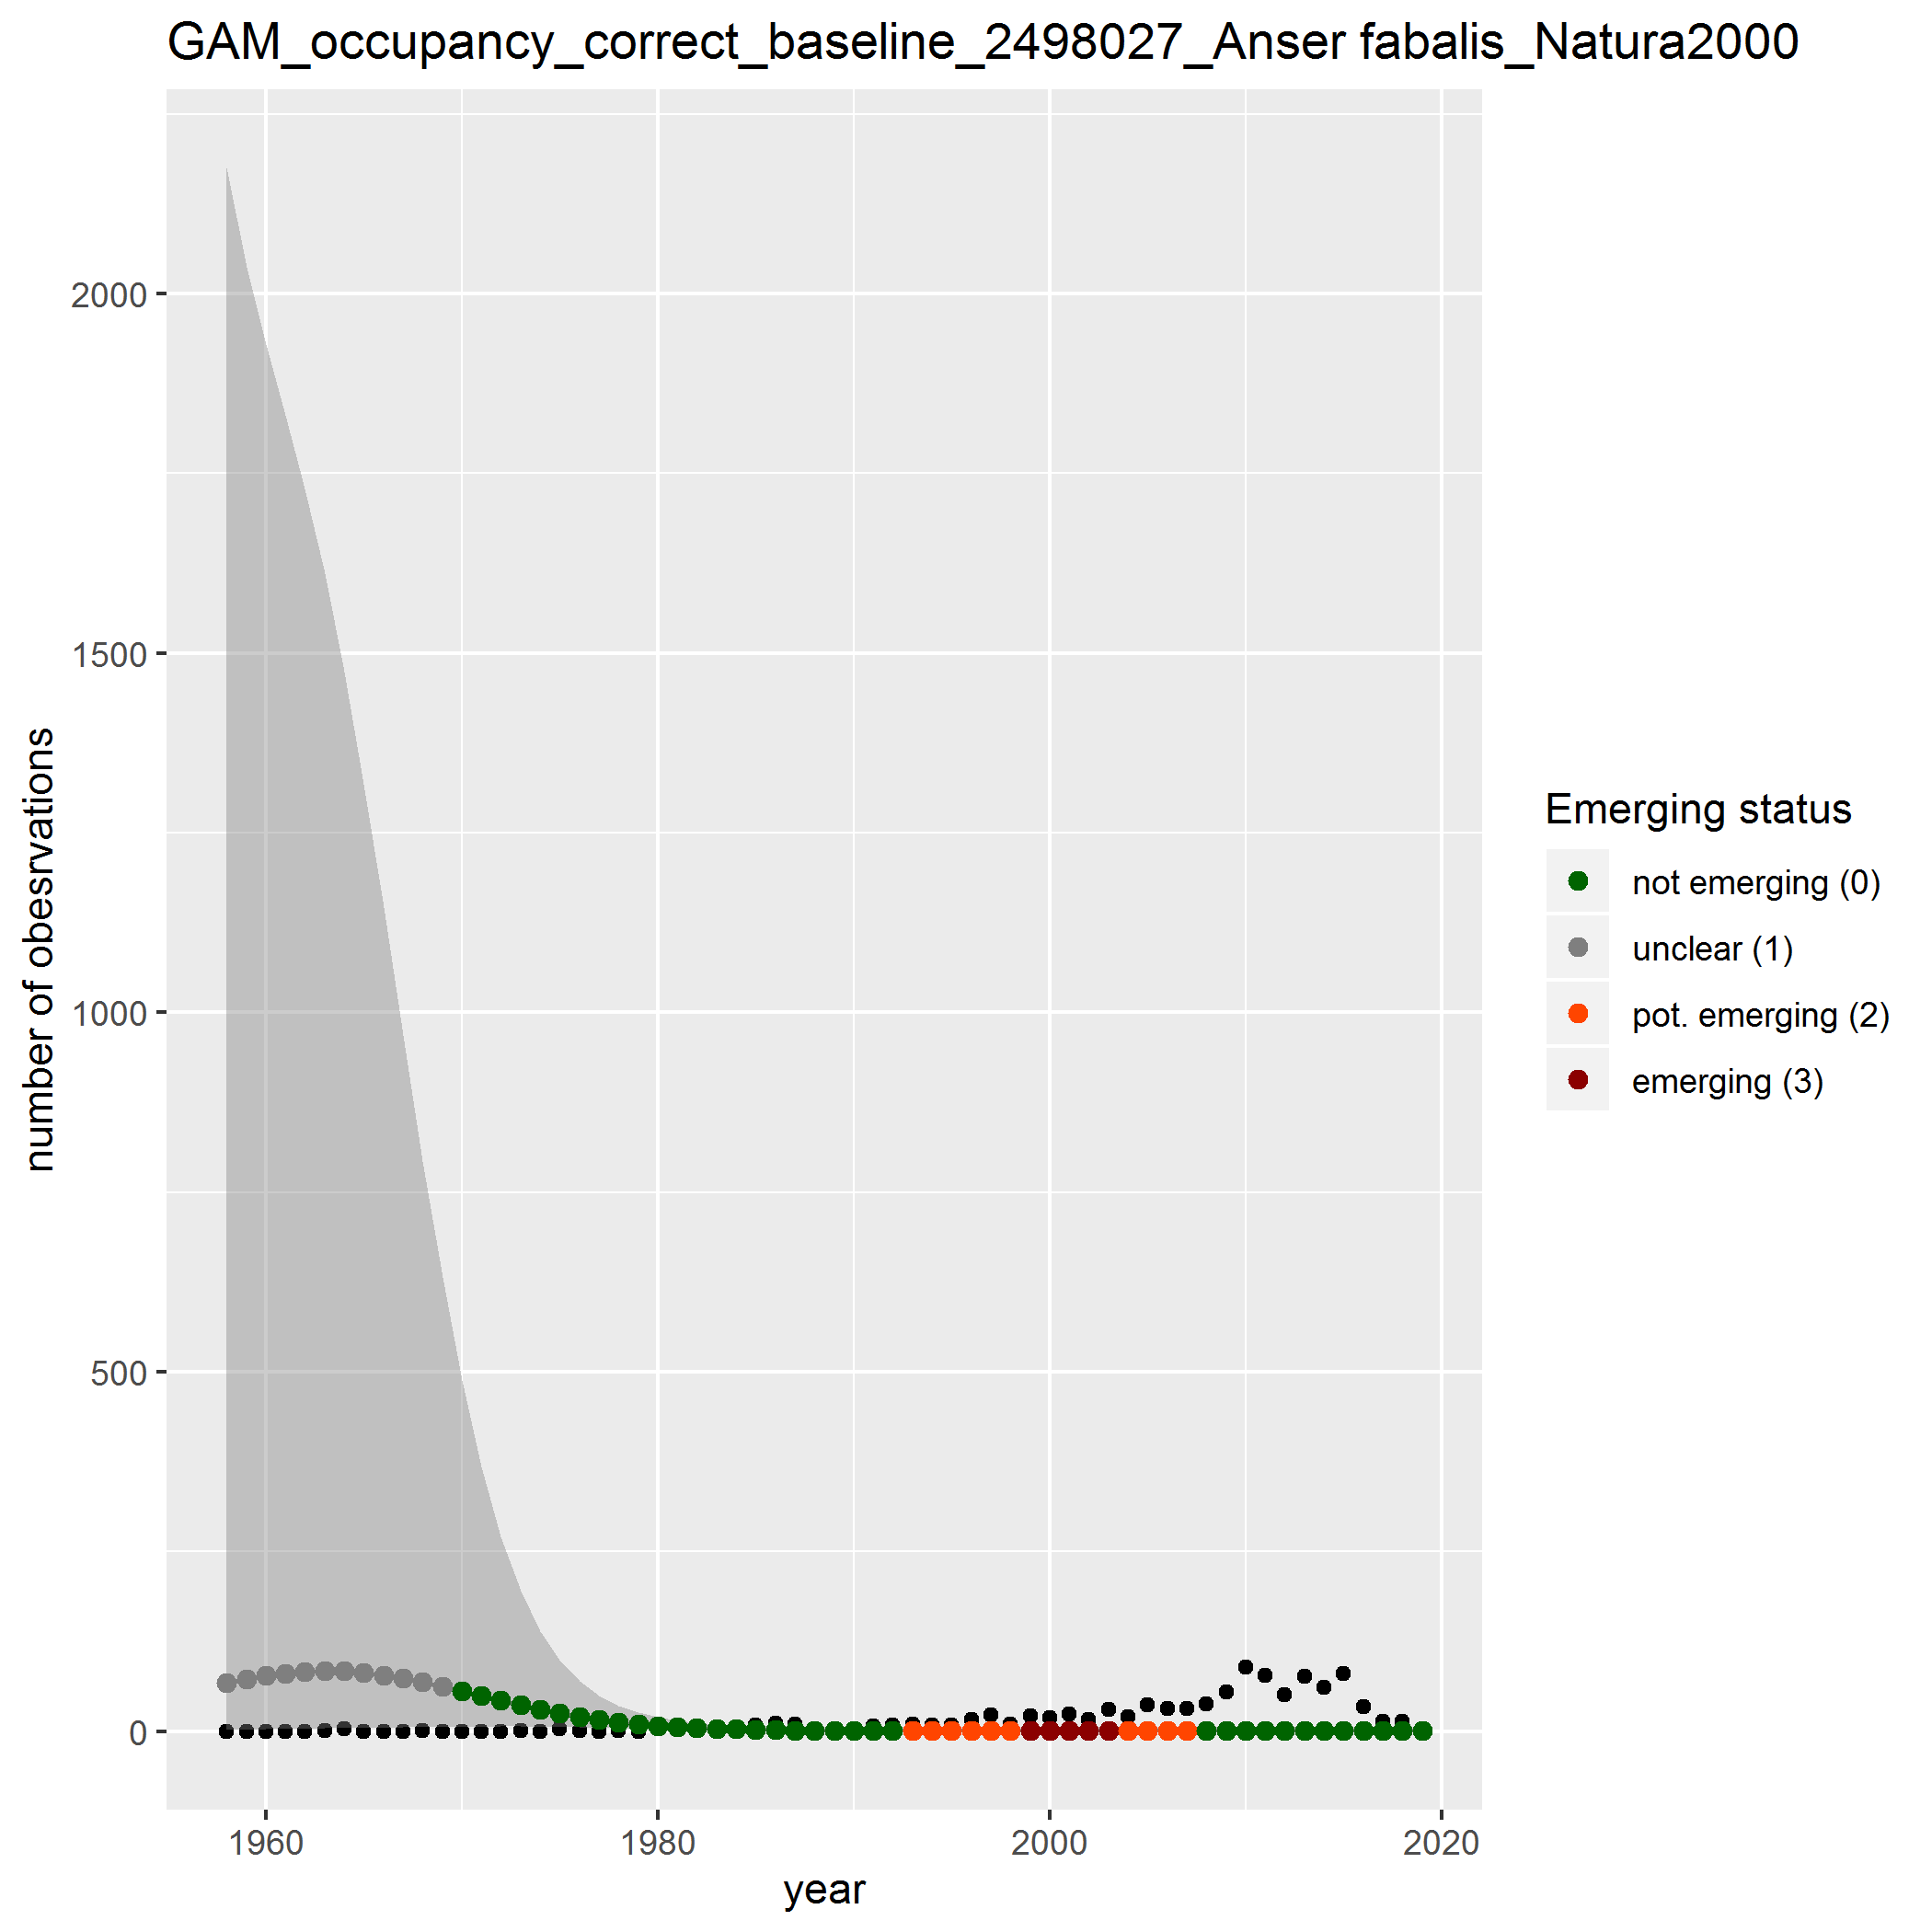 GAM_occupancy_correct_baseline_2498027_Anser fabalis_Natura2000
number of obesrvations
2000
1500
1000
500
0
1960
1980
2000
2020
year
Emerging status
not emerging (0)
unclear (1)
pot. emerging (2)
emerging (3)